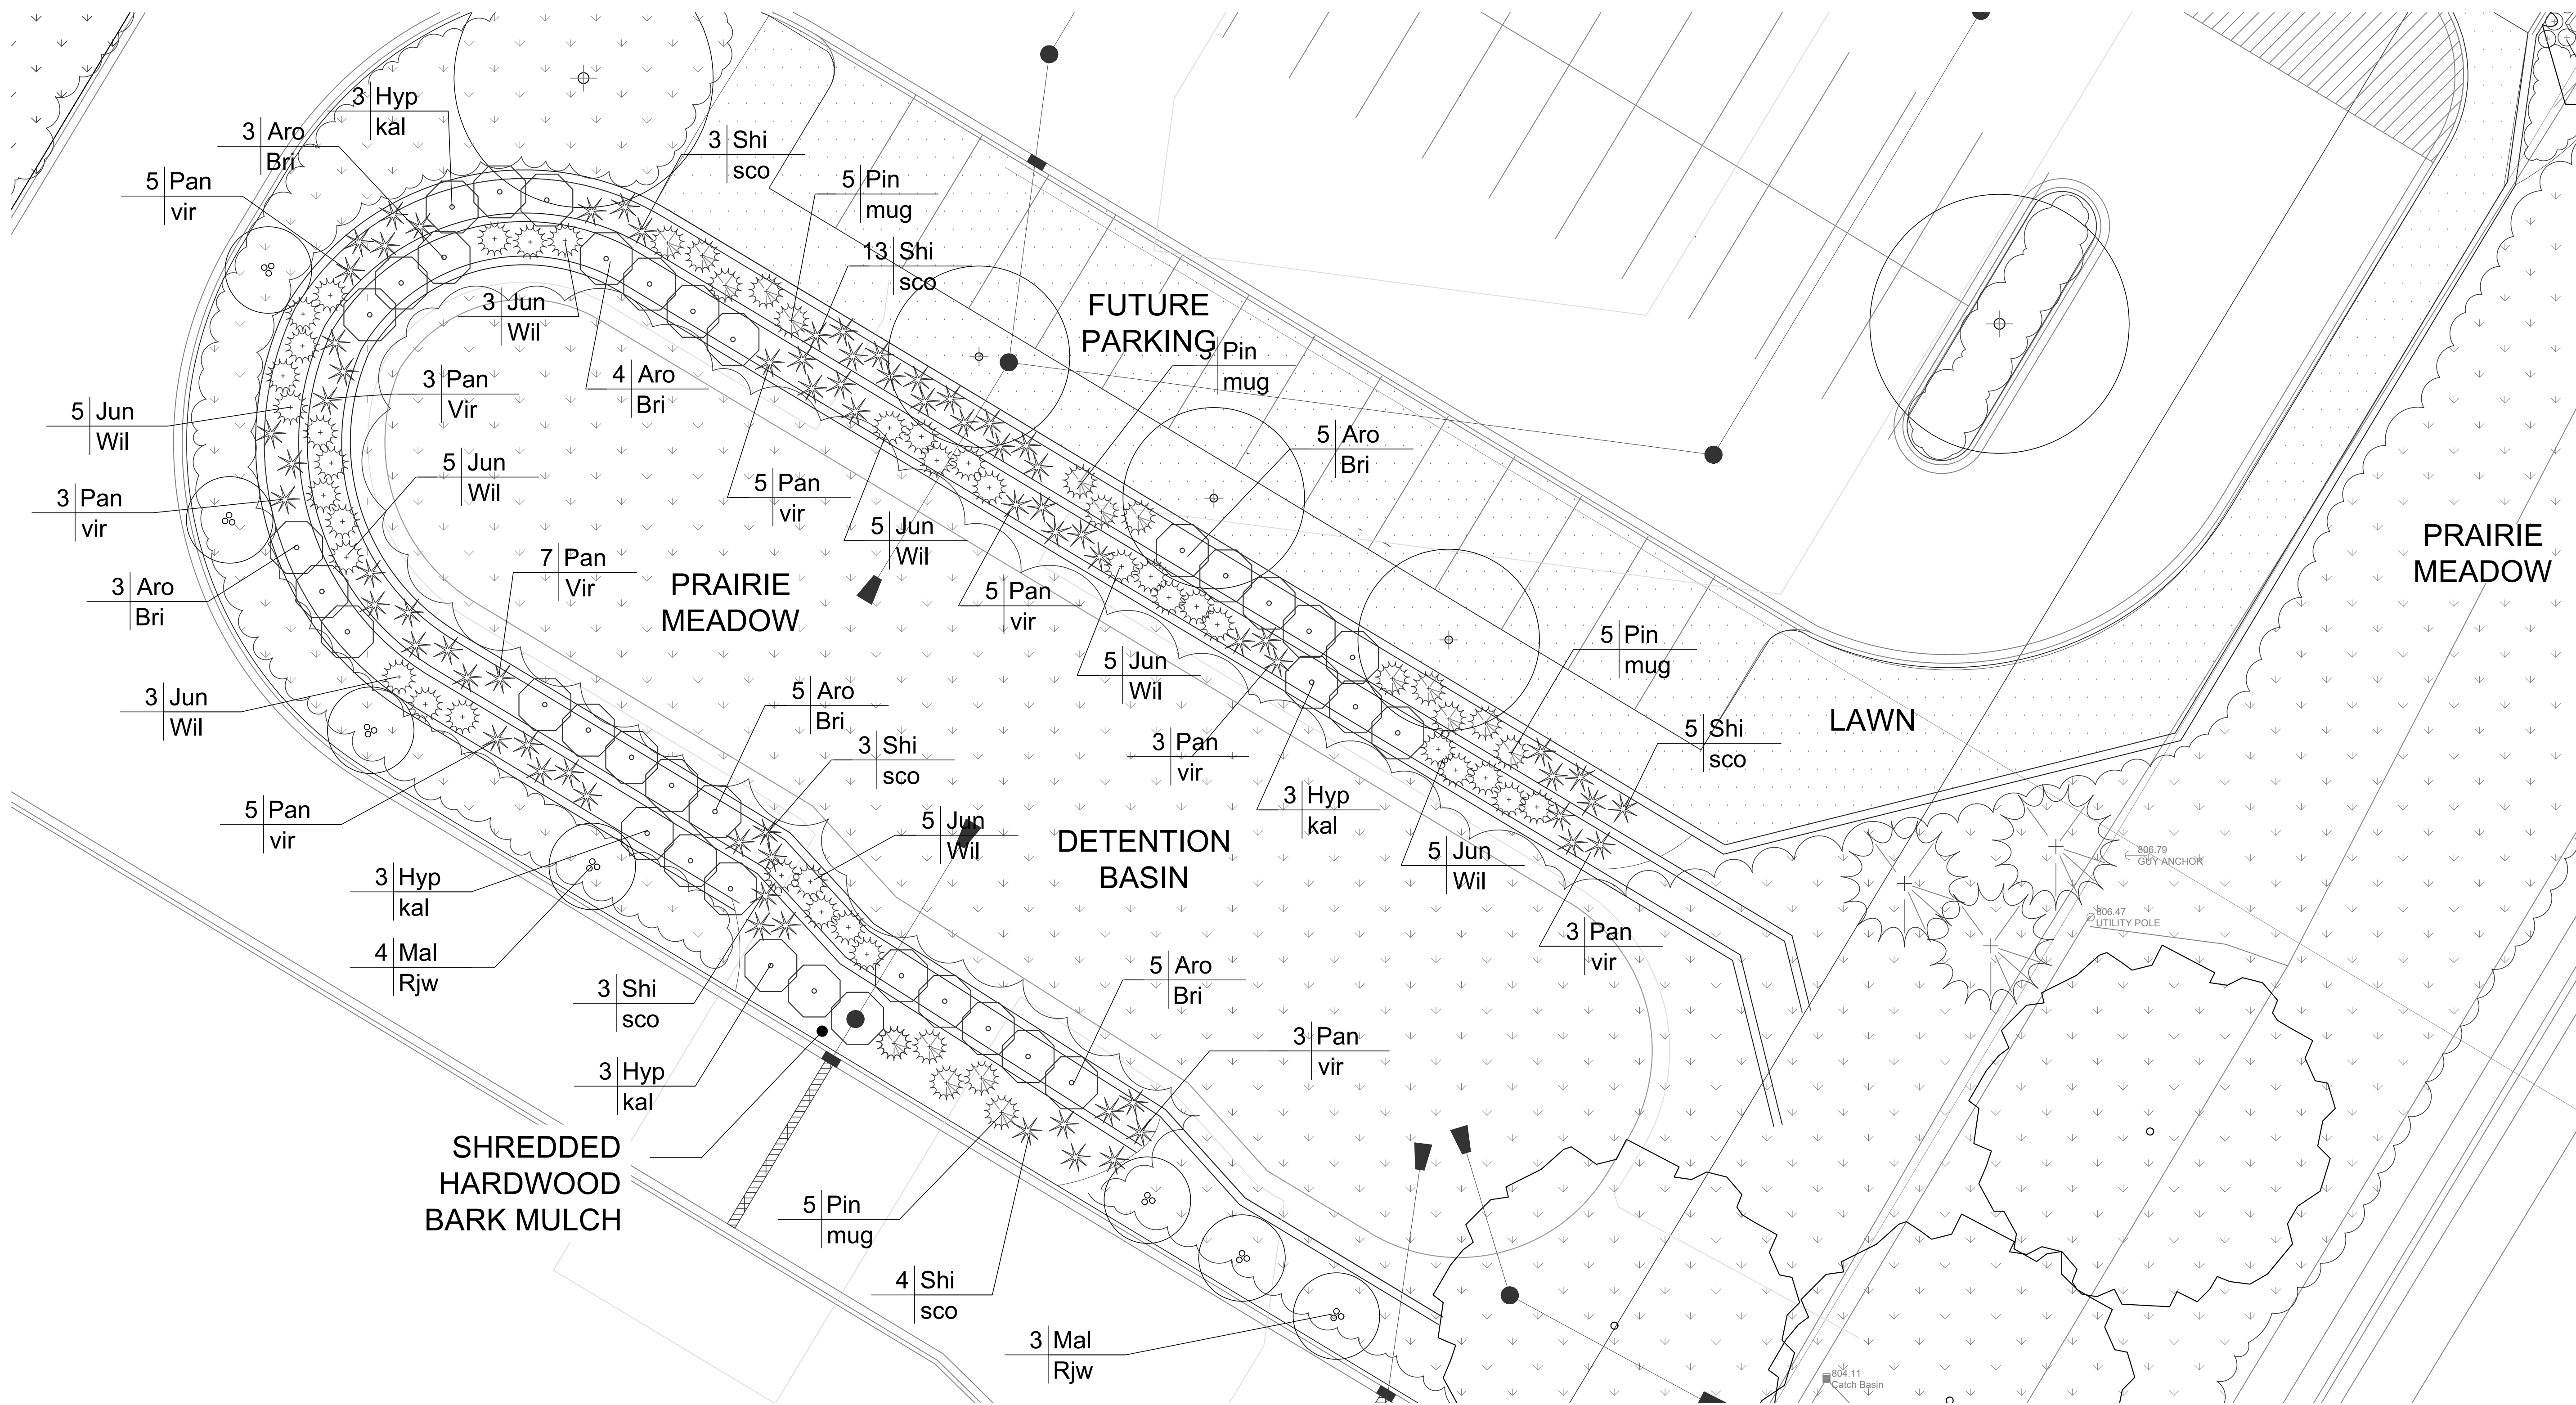 3 Hyp
kal
3 Aro
Bri
3 Shi
sco
5 Pan
vir
5 Pin
mug
13 Shi
sco
3 Jun
Wil
FUTURE
PARKING
3 Pin
mug
3 Pan
Vir
4 Aro
Bri
5 Jun
Wil
5 Aro
Bri
5 Jun
Wil
5 Pan
vir
3 Pan
vir
5 Jun
Wil
PRAIRIE
MEADOW
7 Pan
Vir
PRAIRIE
MEADOW
3 Aro
Bri
5 Pan
vir
5 Pin
mug
5 Jun
Wil
3 Jun
Wil
5 Aro
Bri
LAWN
5 Shi
sco
3 Pan
vir
3 Shi
sco
5 Pan
vir
3 Hyp
kal
5 Jun
Wil
DETENTION
BASIN
5 Jun
Wil
806.79
GUY ANCHOR
3 Hyp
kal
806.47
UTILITY POLE
3 Pan
vir
4 Mal
Rjw
5 Aro
Bri
3 Shi
sco
3 Pan
vir
3 Hyp
kal
SHREDDED
HARDWOOD
BARK MULCH
5 Pin
mug
4 Shi
sco
3 Mal
Rjw
804.11
Catch Basin